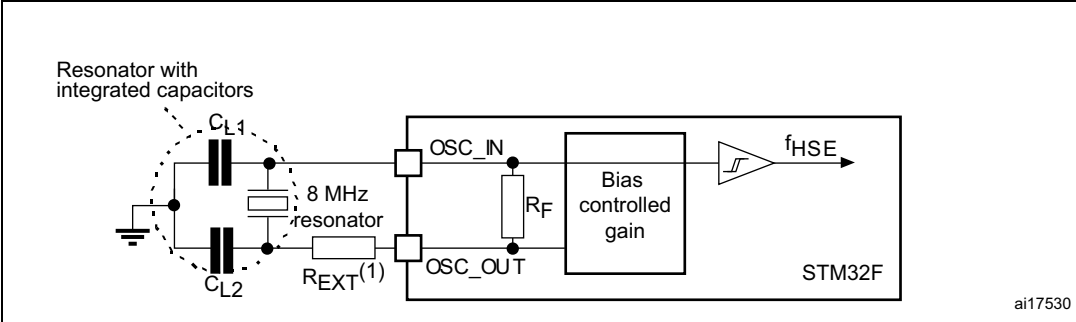 Resonator with
integrated capacitors
CL1
OSC_IN
fHSE
8 MHz
resonator
RF
Bias
controlled
gain
REXT(1)
OSC_OUT
STM32F
CL2
ai17530